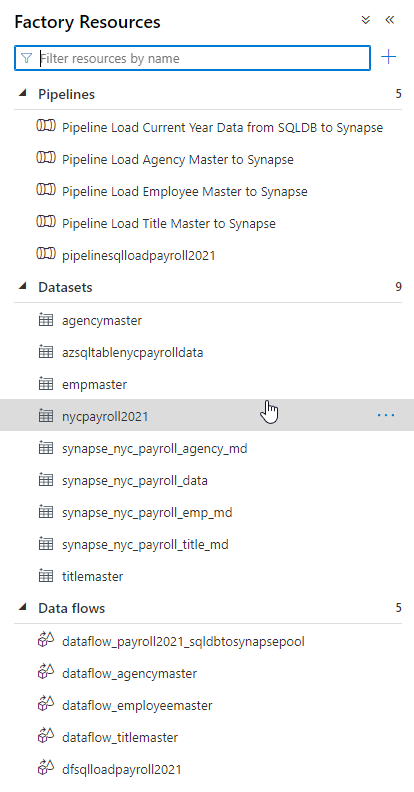 Factory Resources
Filter resources by name
Pipelines 5
Pipeline Load Current Year Data from SQLDB to Synapse
Pipeline Load Agency Master to Synapse
Pipeline Load Employee Master to Synapse
Pipeline Load Title Master to Synapse
pipelinesqlloadpayroll2021
Datasets 9
agencymaster
azsqltablenycpayrolldata
empmaster
nycpayroll2021
synapse_nyc_payroll_agency_md
synapse_nyc_payroll_data
synapse_nyc_payroll_emp_md
synapse_nyc_payroll_title_md
titlemaster
Data flows 5
dataflow_payroll2021_sqldbtosynapsepool
dataflow_agencymaster
dataflow_employeemaster
dataflow_titlemaster
dfsqlloadpayroll2021